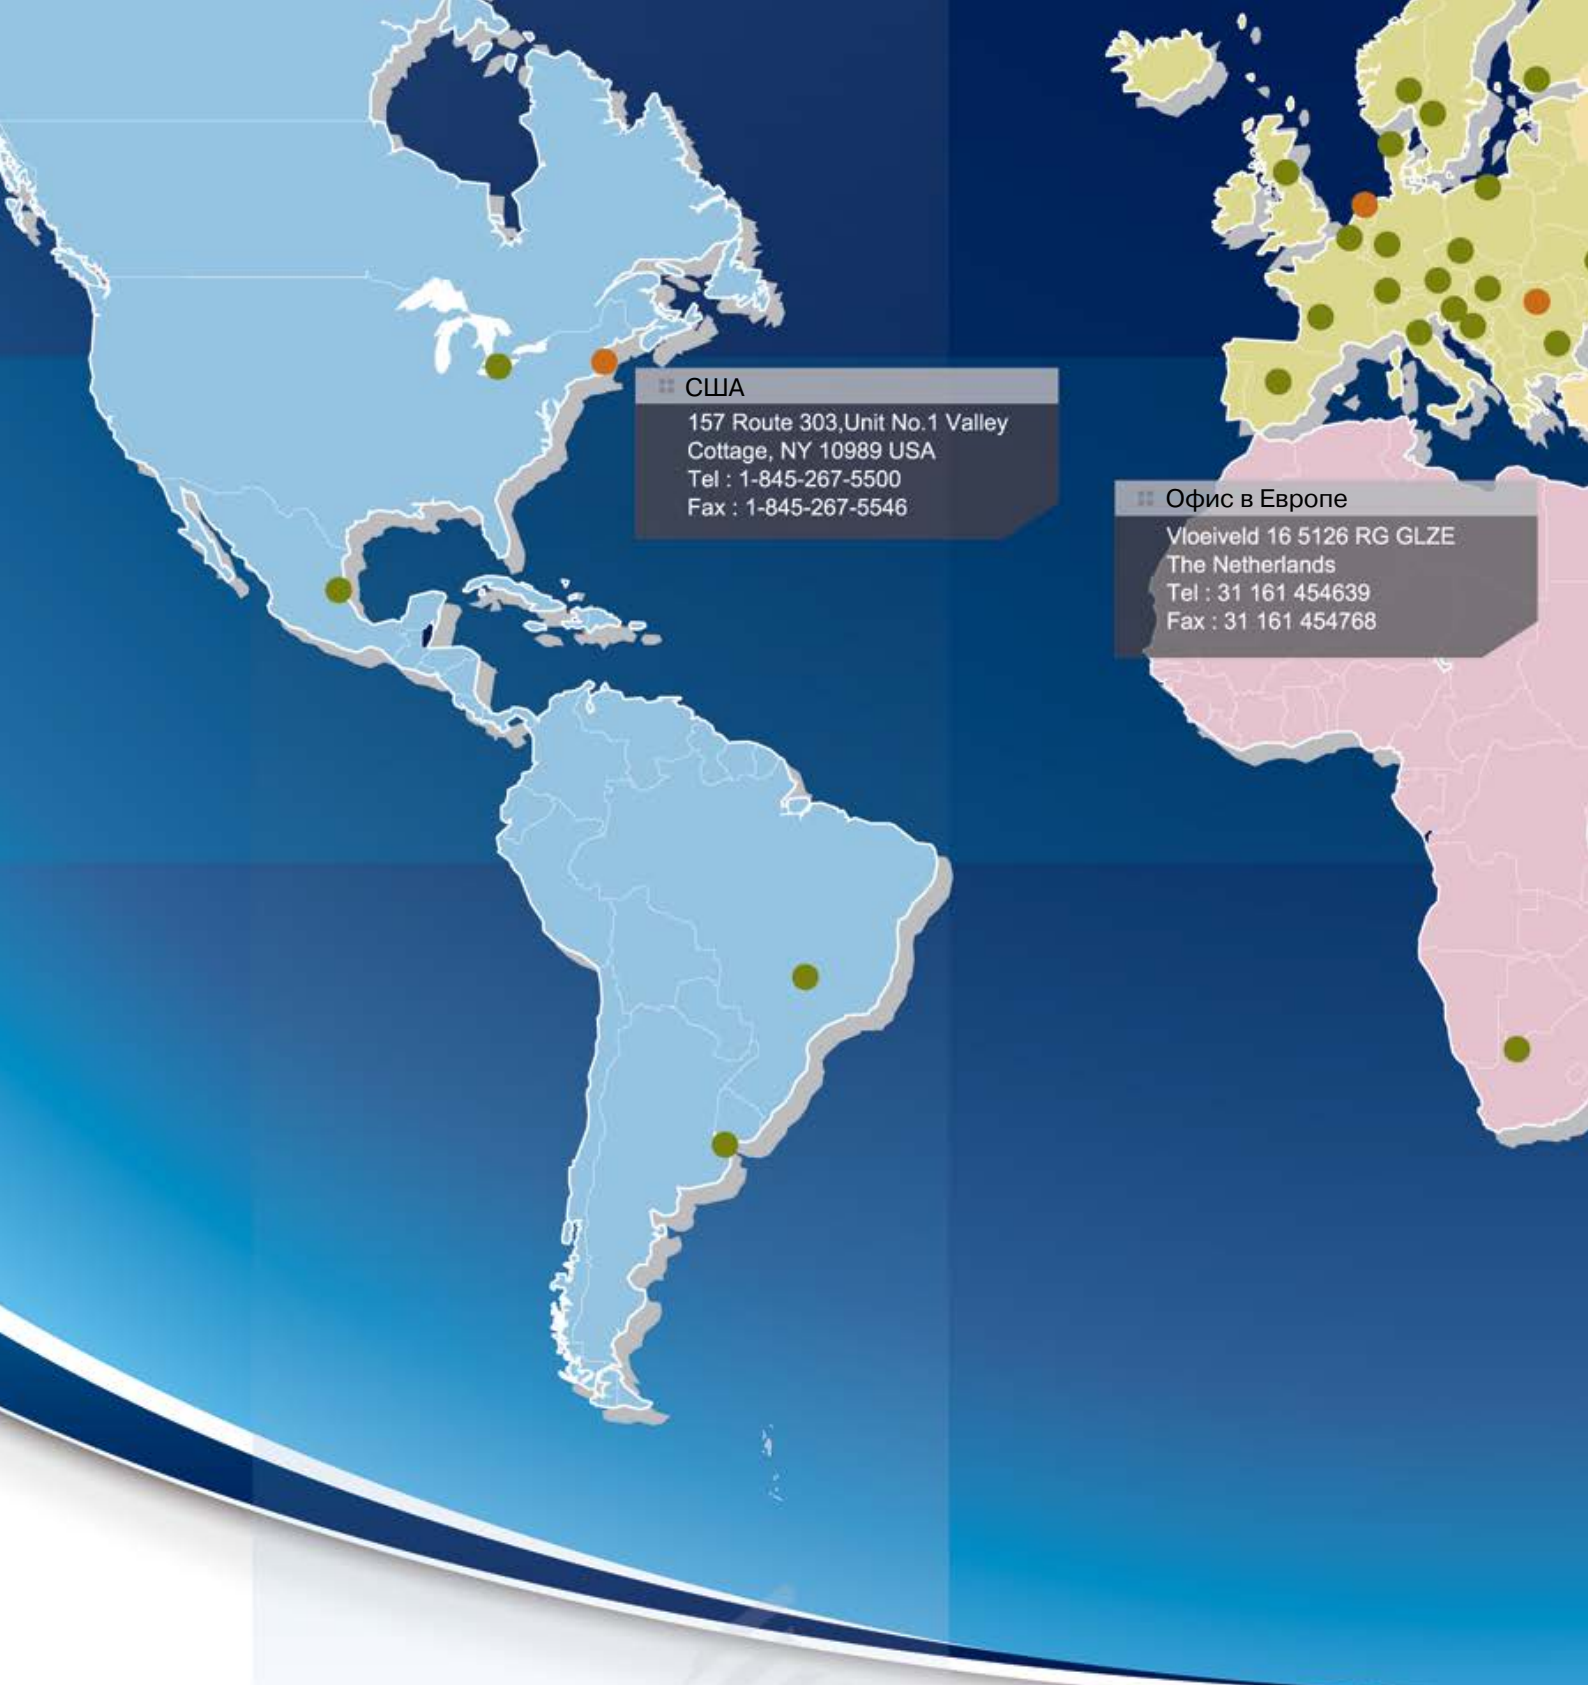 США
157 Route 303,Unit No.1 Valley
Cottage, NY 10989 USA
Tel : 1-845-267-5500
Fax : 1-845-267-5546
Офис в Европе
Vloeiveld 16 5126 RG GLZE
The Netherlands
Tel : 31 161 454639
Fax : 31 161 454768